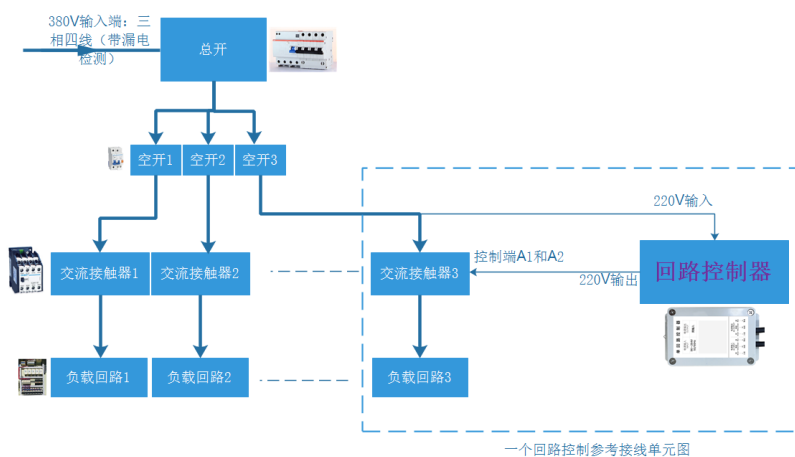 380V输入端：三
相四线（带漏电
检测）
总开
空开1
空开2
空开3
220V输入
交流接触器1
交流接触器2
交流接触器3
控制端A1和A2
220V输出
回路控制器
负载回路1
负载回路2
负载回路3
一个回路控制参考接线单元图